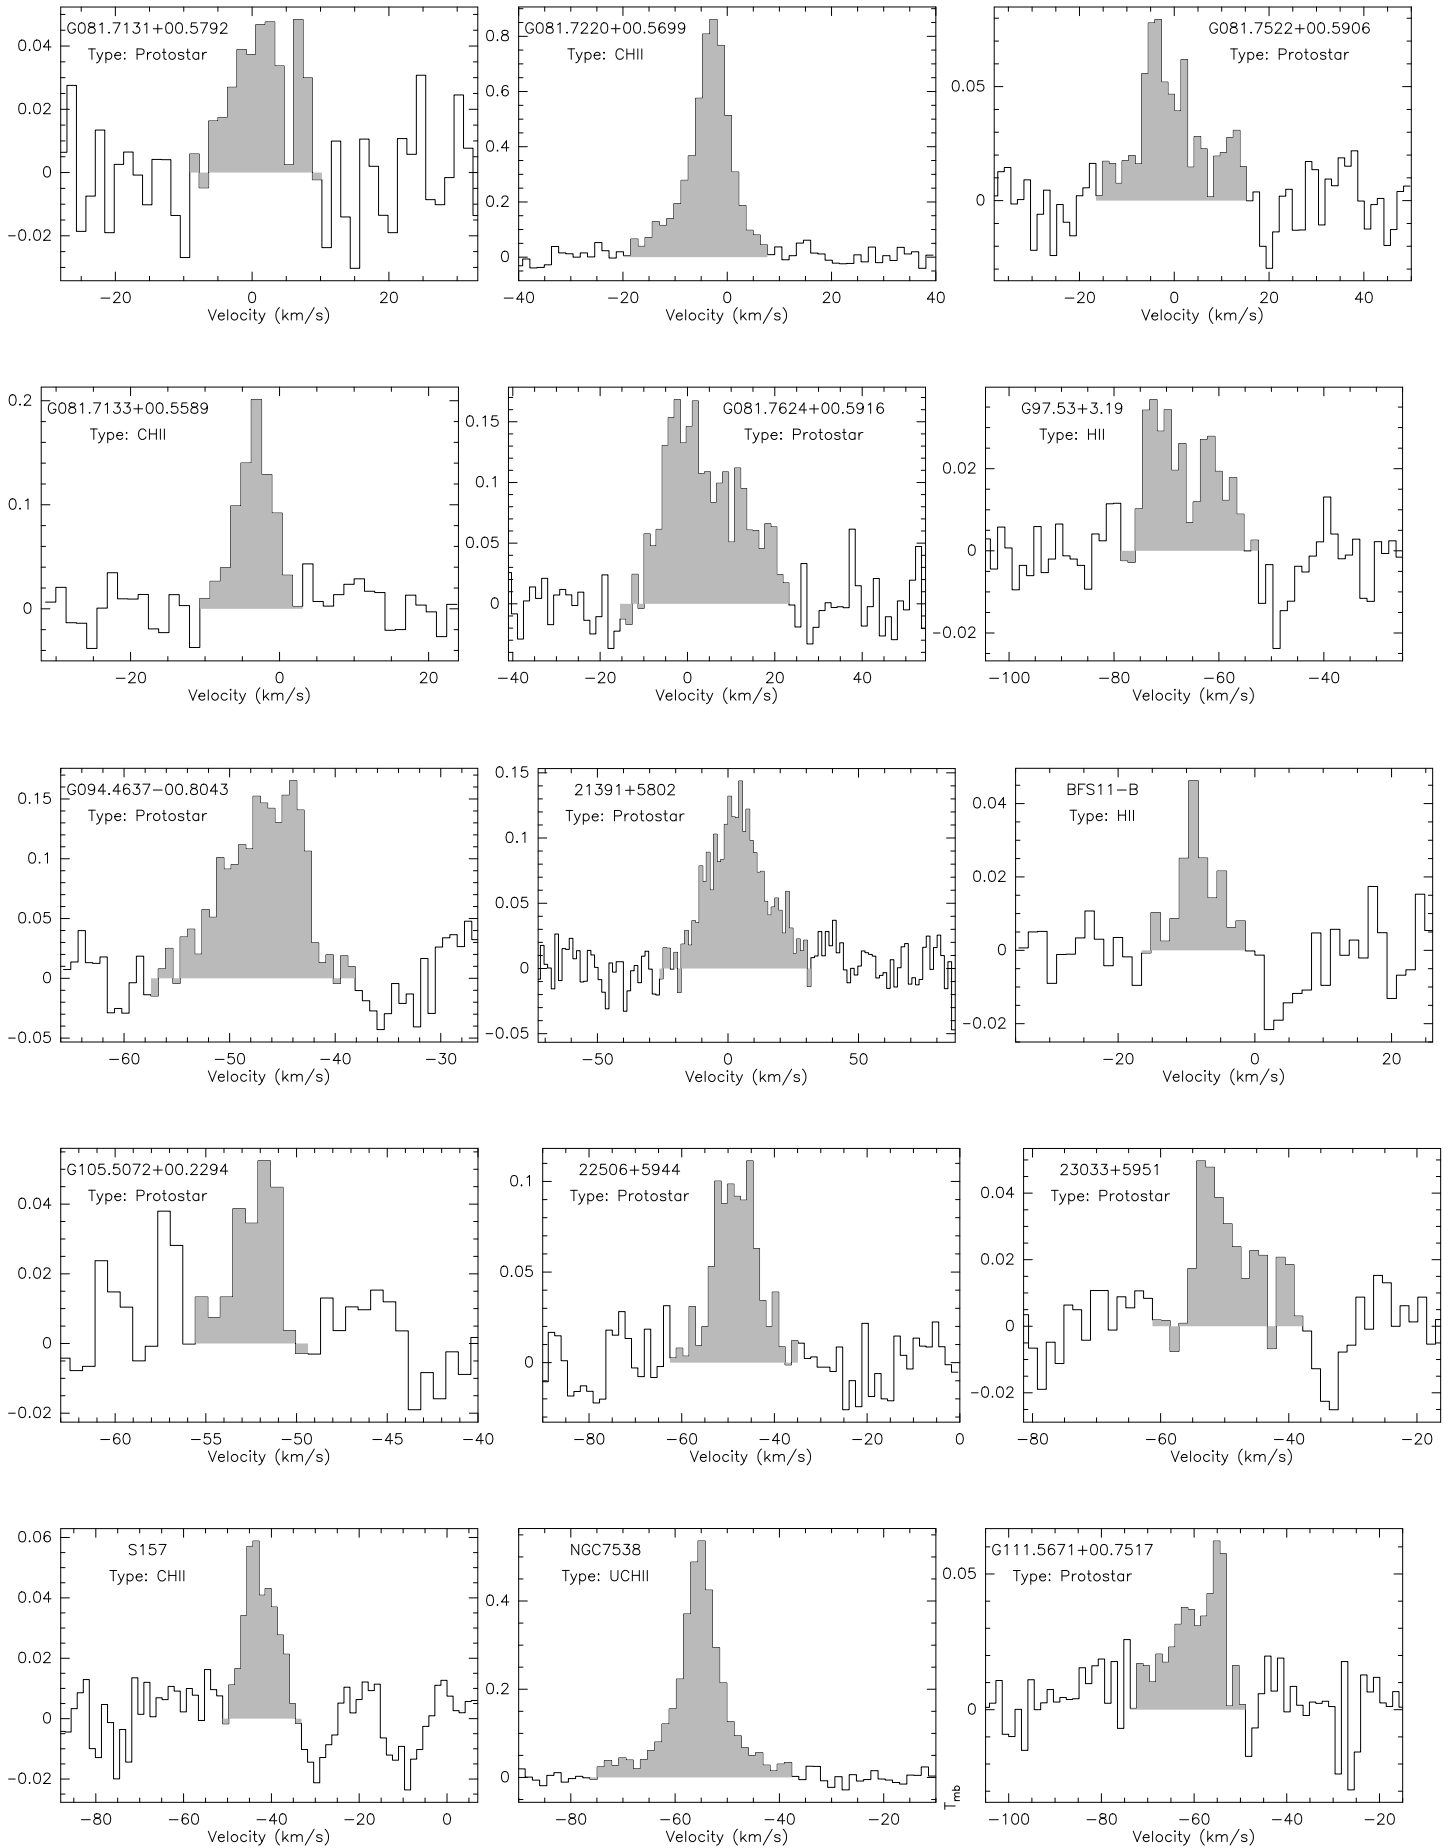 G081.7131+00.5792
Type: Protostar
0.04
0.02
0
−0.02
−20
0
20
Velocity (km/s)
G081.7220+00.5699
Type: CHII
0.8
0.6
0.4
0.2
0
−40
−20
0
20
40
Velocity (km/s)
G081.7522+00.5906
Type: Protostar
0.05
0
−20
0
20
40
Velocity (km/s)
G081.7133+00.5589
Type: CHII
0.2
0.1
0
−20
0
20
Velocity (km/s)
G081.7624+00.5916
Type: Protostar
0.15
0.1
0.05
0
−40
−20
0
20
40
Velocity (km/s)
G97.53+3.19
Type: HII
0.02
0
−0.02
−100
−80
−60
−40
Velocity (km/s)
G094.4637−00.8043
Type: Protostar
0.15
0.1
0.05
0
−0.05
−60
−50
−40
−30
Velocity (km/s)
21391+5802
Type: Protostar
0.15
0.1
0.05
0
−0.05
−50
0
50
Velocity (km/s)
BFS11−B
Type: HII
0.04
0.02
0
−0.02
−20
0
20
Velocity (km/s)
G105.5072+00.2294
Type: Protostar
0.04
0.02
0
−0.02
−60
−55
−50
−45
−40
Velocity (km/s)
22506+5944
Type: Protostar
0.1
0.05
0
−80
−60
−40
−20
0
Velocity (km/s)
23033+5951
Type: Protostar
0.04
0.02
0
−0.02
−80
−60
−40
−20
Velocity (km/s)
S157
Type: CHII
0.06
0.04
0.02
0
−0.02
−80
−60
−40
−20
0
Velocity (km/s)
NGC7538
Type: UCHII
0.4
0.2
0
−80
−60
−40
−20
Velocity (km/s)
G111.5671+00.7517
Type: Protostar
0.05
0
Tmb
−100
−80
−60
−40
−20
Velocity (km/s)